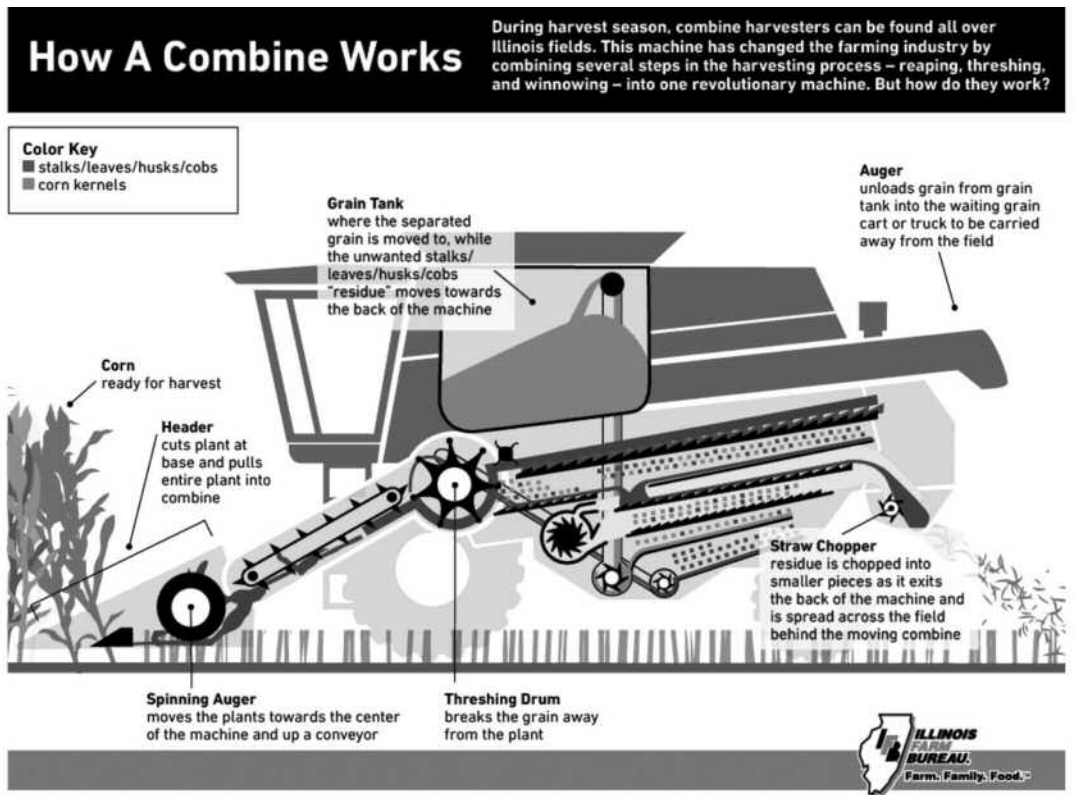 How A Combine Works
During harvest season, combine harvesters can be found all over
Illinois fields. This machine has changed the farming industry by
combining several steps in the harvesting process – reaping, threshing,
and winnowing – into one revolutionary machine. But how do they work?
Color Key
stalks/leaves/husks/cobs
corn kernels
Grain Tank
where the separated
grain is moved to, while
the unwanted stalks/
leaves/husks/cobs
"residue" moves towards
the back of the machine
Auger
unloads grain from grain
tank into the waiting grain
cart or truck to be carried
away from the field
Corn
ready for harvest
Header
cuts plant at
base and pulls
entire plant into
combine
Straw Chopper
residue is chopped into
smaller pieces as it exits
the back of the machine and
is spread across the field
behind the moving combine
Spinning Auger
moves the plants towards the center
of the machine and up a conveyor
Threshing Drum
breaks the grain away
from the plant
ILLINOIS
FARM
BUREAU.
Farm. Family. Food.™